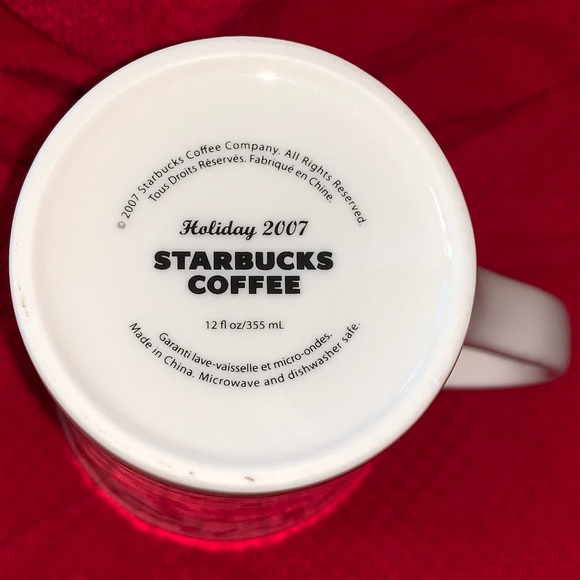 © 2007 Starbucks Coffee Company. All Rights Reserved.
Tous Droits Réservés. Fabriqué en Chine.
Holiday 2007
STARBUCKS
COFFEE
12 fl oz/355 mL
Garanti lave-vaisselle et micro-ondes.
Made in China. Microwave and dishwasher safe.